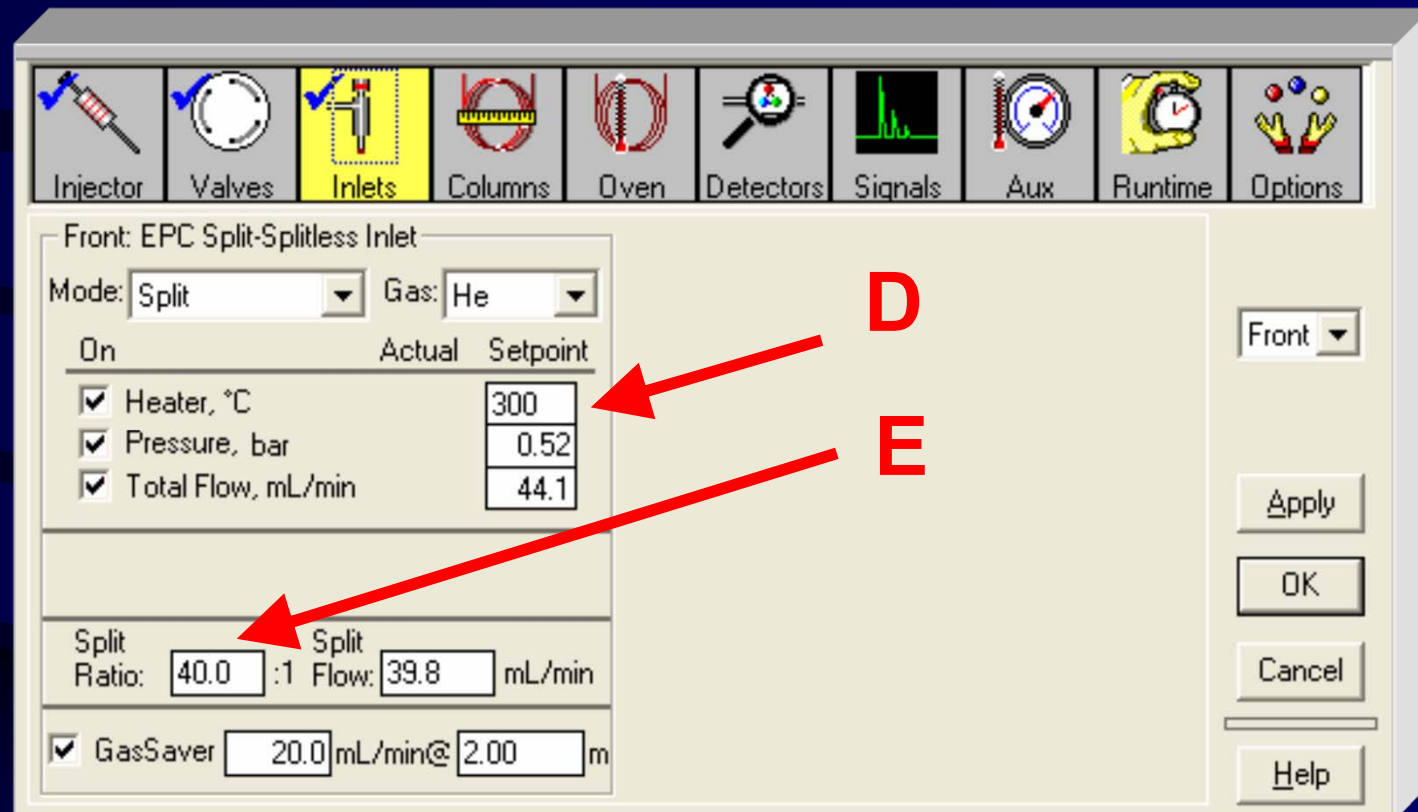 Injector Valves Inlets Columns Oven Detectors Signals Aux Runtime Options
Front: EPC Split-Splitless Inlet
Mode: Split Gas: He
Front
On Actual Setpoint
D
Heater, °C 300
Pressure, bar 0.52
E
Total Flow, mL/min 44.1
Apply
OK
Split Ratio: 40.0 :1 Split Flow: 39.8 mL/min
Cancel
GasSaver 20.0 mL/min@ 2.00 m
Help